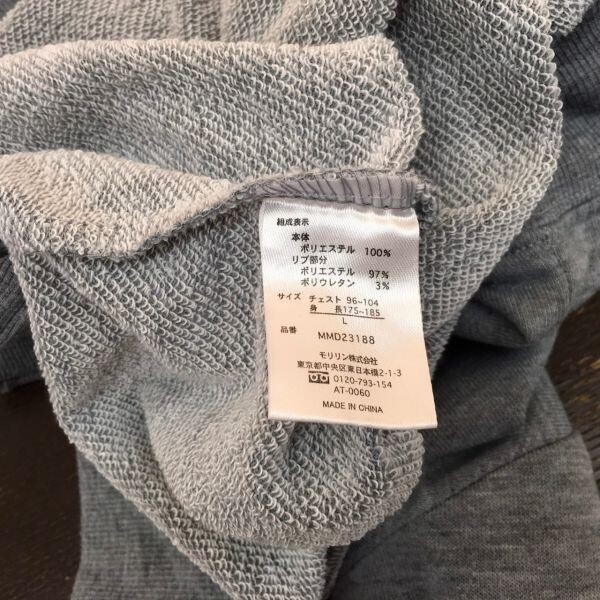 組成表示
本体
ポリエステル 100%
リブ部分
ポリエステル 97%
ポリウレタン 3%
サイズ チェスト 96~104
身 長175~185
L
品番 MMD23188
モリリン株式会社
東京都中央区東日本橋2-1-3
0120-793-154
AT-0060
MADE IN CHINA